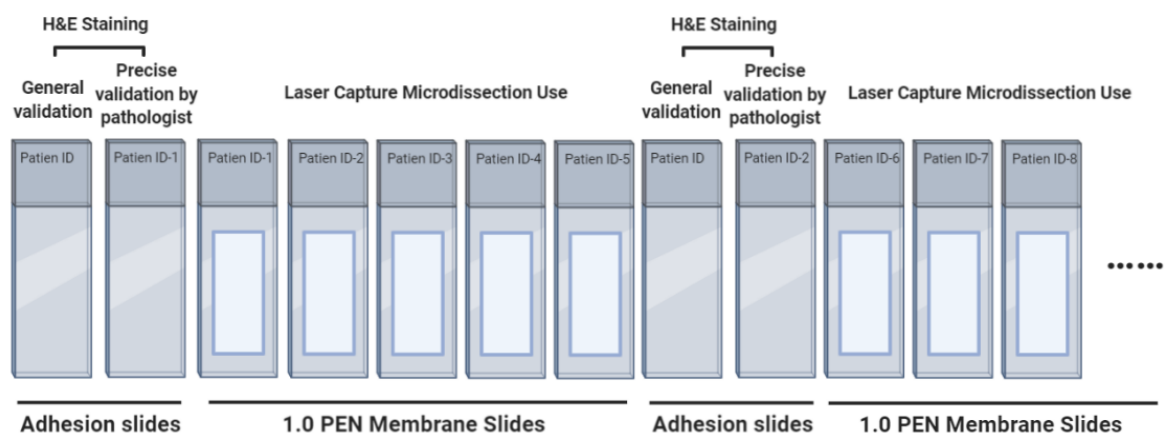 H&E Staining
General
validation
Precise
validation by
pathologist
Laser Capture Microdissection Use
H&E Staining
General
validation
Precise
validation by
pathologist
Laser Capture Microdissection Use
Patien ID
Patien ID-1
Patien ID-1
Patien ID-2
Patien ID-3
Patien ID-4
Patien ID-5
Patien ID
Patien ID-2
Patien ID-6
Patien ID-7
Patien ID-8
......
Adhesion slides
1.0 PEN Membrane Slides
Adhesion slides
1.0 PEN Membrane Slides